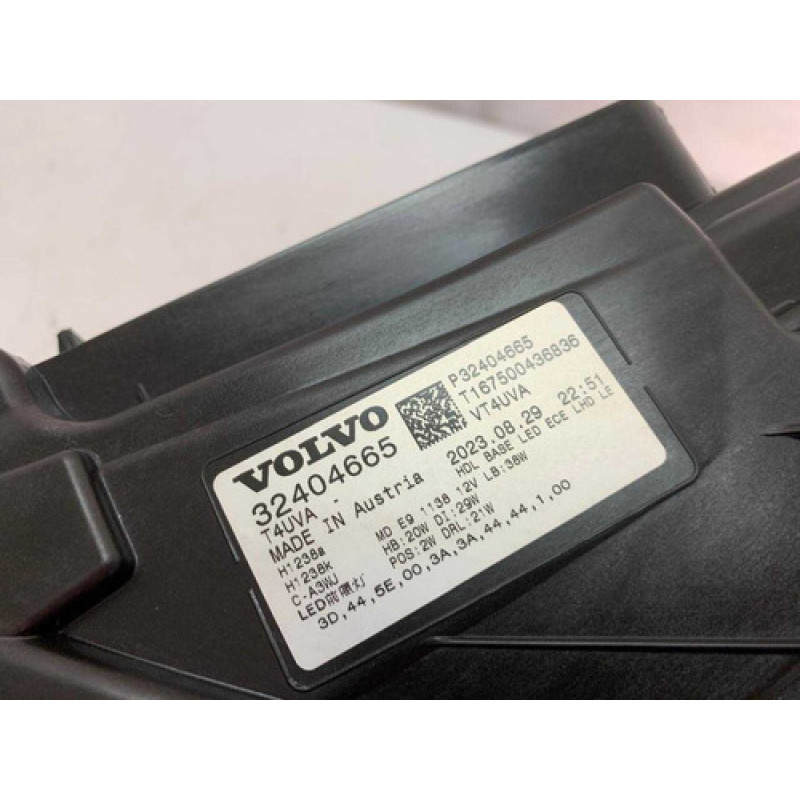 VOLVO
32404665
T4UVA -
MADE IN Austria
H1238a
H1238k
C-A3WJ
LED前照灯
P32404665
T167500436836
VT4UVA
2023.08.29 22:51
HDL BASE LED ECE LHD LE
MD E9 1138 12V LB:38W
HB:20W DI:29W
POS:2W DRL:21W
3D,44,5E,00,3A,3A,44,44,1,00